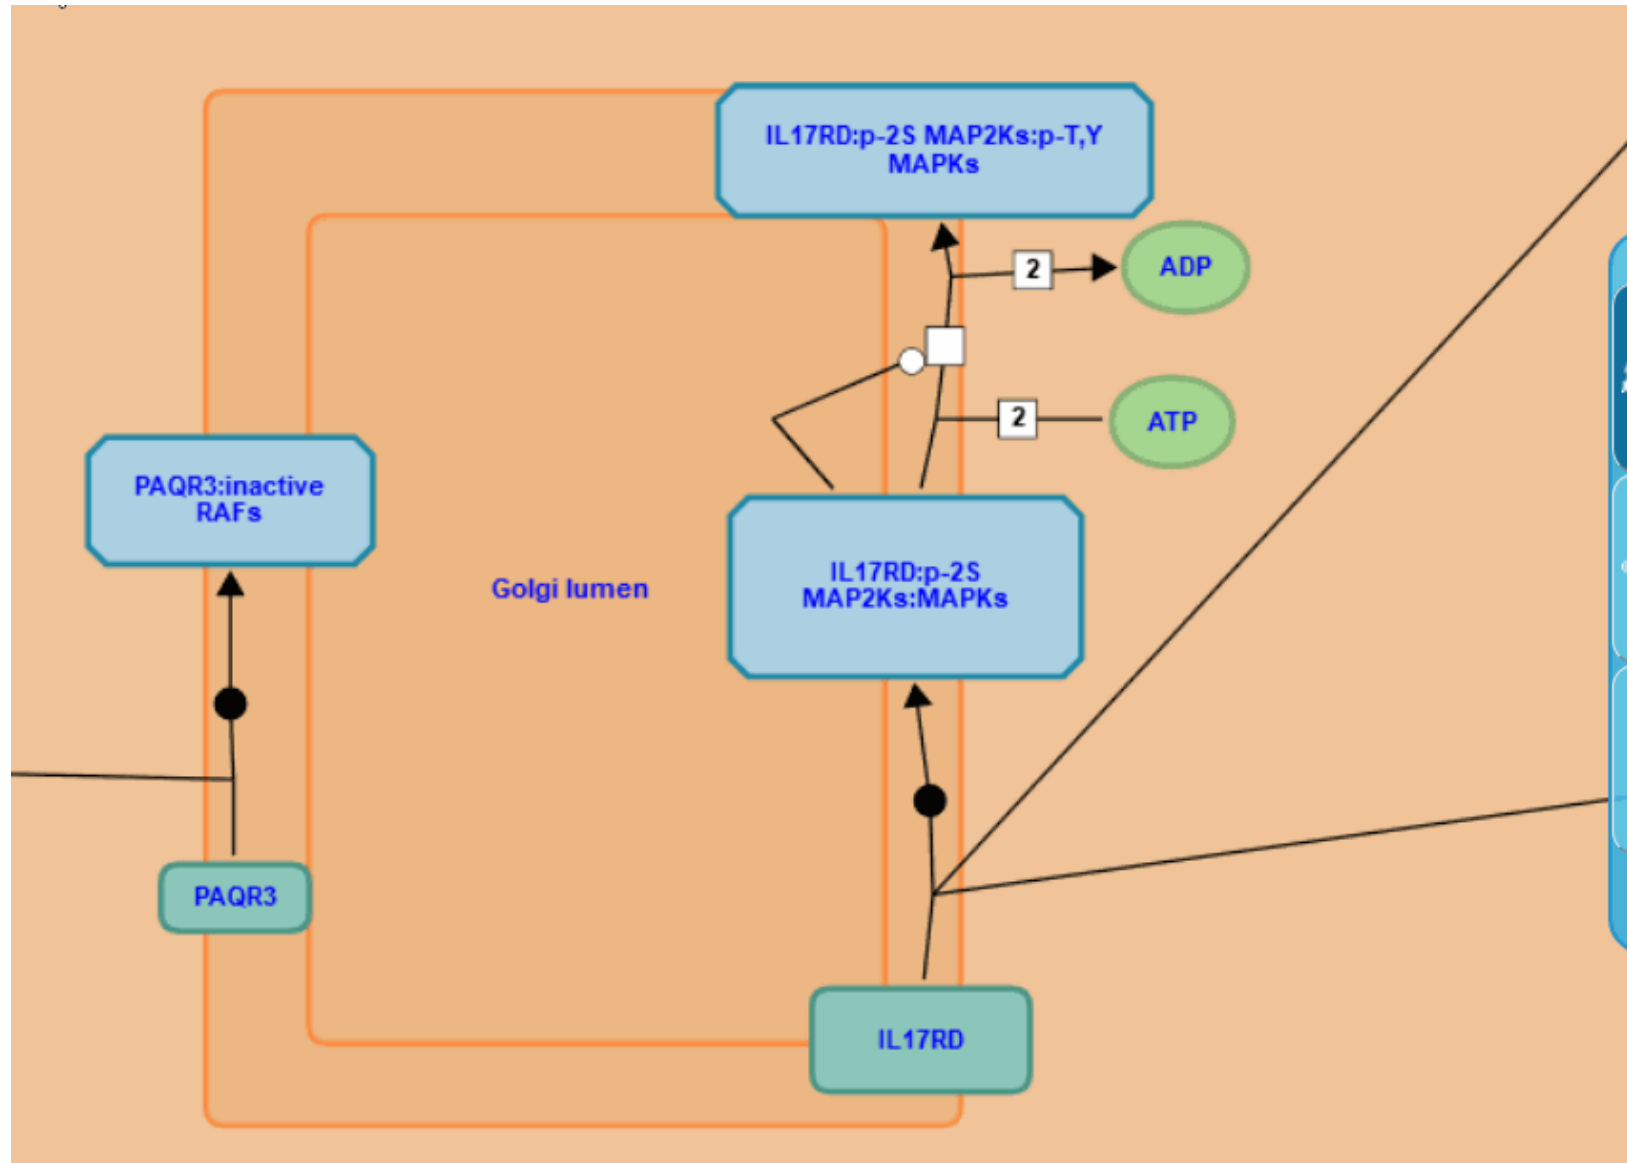 IL17RD:p-2S MAP2Ks:p-T,Y
MAPKs
2
ADP
2
ATP
PAQR3:inactive
RAFs
Golgi lumen
IL17RD:p-2S
MAP2Ks:MAPKs
PAQR3
IL17RD